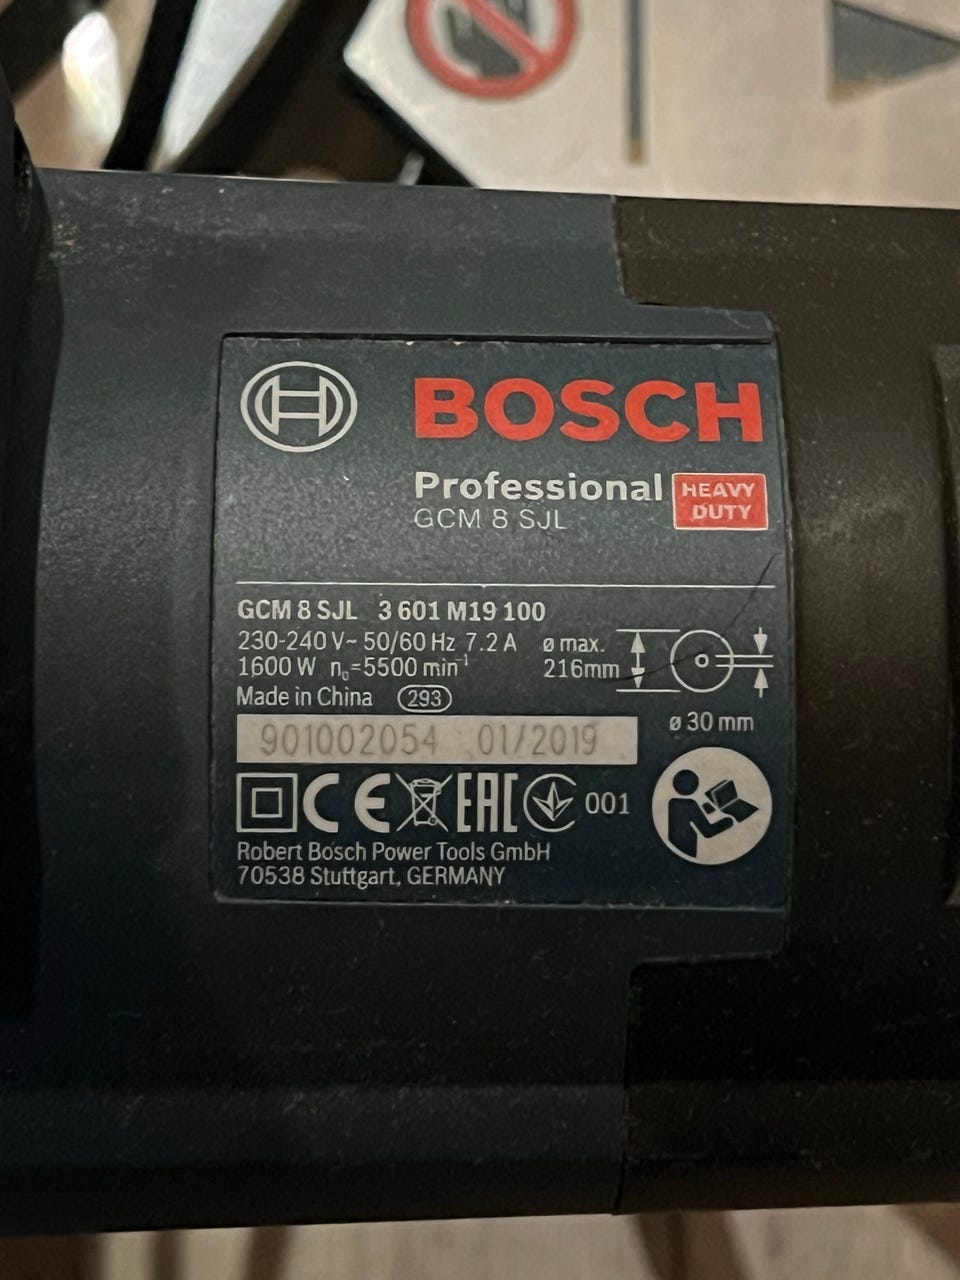 BOSCH
Professional HEAVY DUTY
GCM 8 SJL
GCM 8 SJL 3 601 M19 100
230-240 V~ 50/60 Hz 7.2 A ø max.
1600 W n₀=5500 min⁻¹ 216mm
Made in China 293
ø 30 mm
901002054 01/2019
CE EAC 001
Robert Bosch Power Tools GmbH
70538 Stuttgart, GERMANY